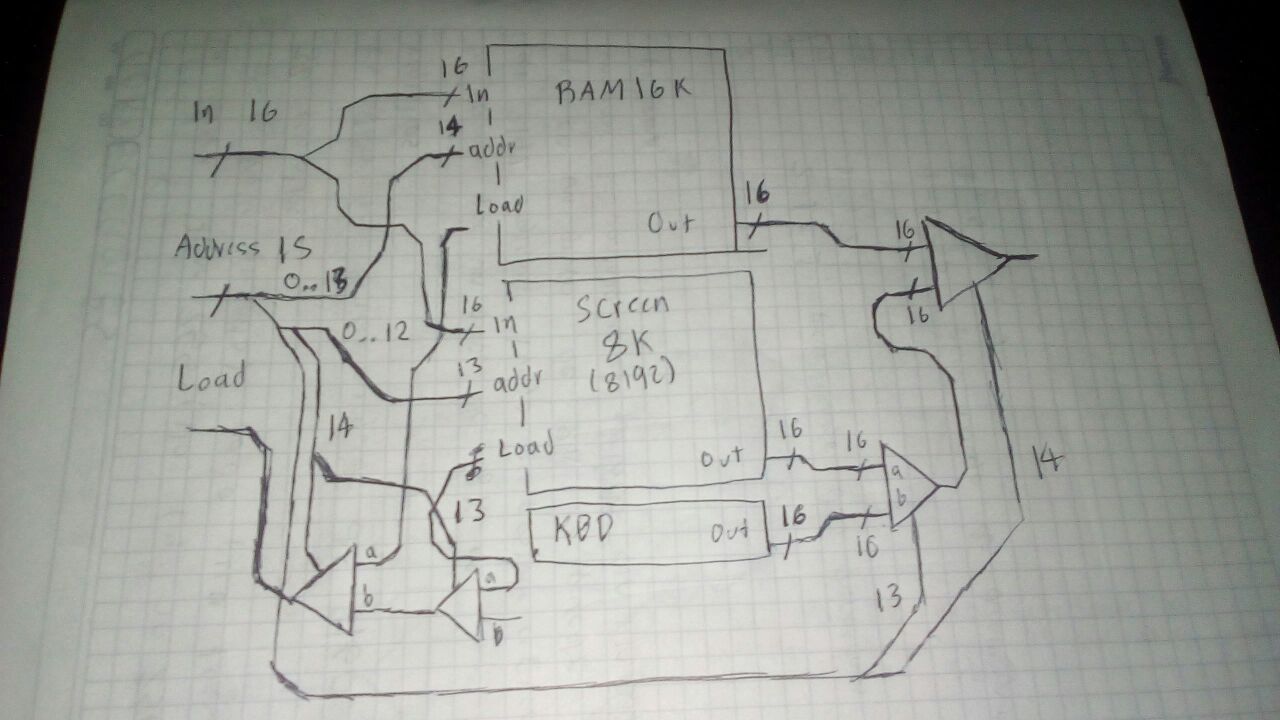 In 16
16
In
RAM16K
14
addr
Load
Out
16
16
16
Address 15
0..13
Screen
8K
(8192)
16
In
0..12
13
addr
Load
14
Load
Out
16
16
a
b
14
13
KBD
Out
16
16
13
a
b
a
b